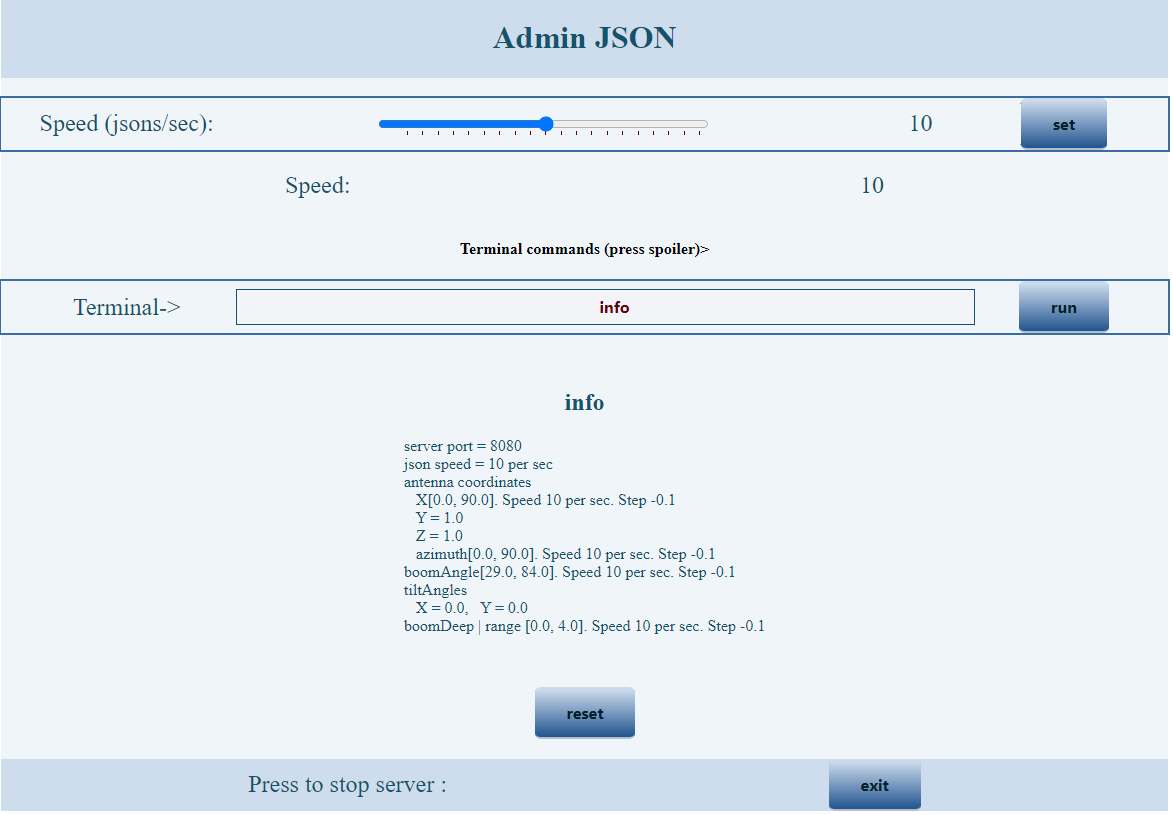 Admin JSON
Speed (jsons/sec): 10 set
Speed: 10
Terminal commands (press spoiler)>
Terminal-> info run
info
server port = 8080
json speed = 10 per sec
antenna coordinates
X[0.0, 90.0]. Speed 10 per sec. Step -0.1
Y = 1.0
Z = 1.0
azimuth[0.0, 90.0]. Speed 10 per sec. Step -0.1
boomAngle[29.0, 84.0]. Speed 10 per sec. Step -0.1
tiltAngles
X = 0.0, Y = 0.0
boomDeep | range [0.0, 4.0]. Speed 10 per sec. Step -0.1
reset
Press to stop server : exit